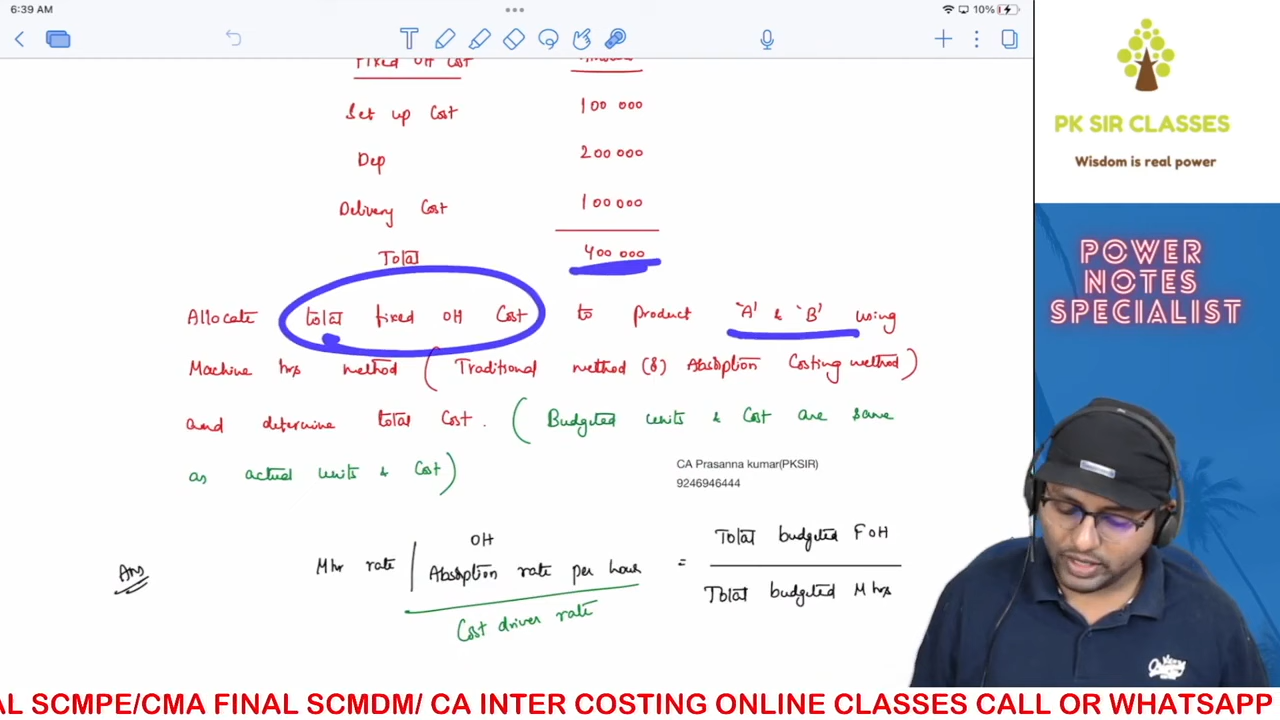 6:39 AM
10%
Fixed OH Cost
Set up Cost 100 000
Dep 200 000
Delivery Cost 100 000
Total 400 000
Allocate total fixed OH Cost to product 'A' & 'B' using
Machine hrs method (Traditional method (or) Absorption Costing method)
and determine total Cost. (Budgeted units & Cost are same
as actual units & Cost)
CA Prasanna kumar(PKSIR)
9246946444
Ans
M hr rate | OH Absorption rate per hour = Total budgeted F OH
Total budgeted M hrs
Cost driver rate
PK SIR CLASSES
Wisdom is real power
POWER
NOTES
SPECIALIST
AL SCMPE/CMA FINAL SCMDM/ CA INTER COSTING ONLINE CLASSES CALL OR WHATSAPP